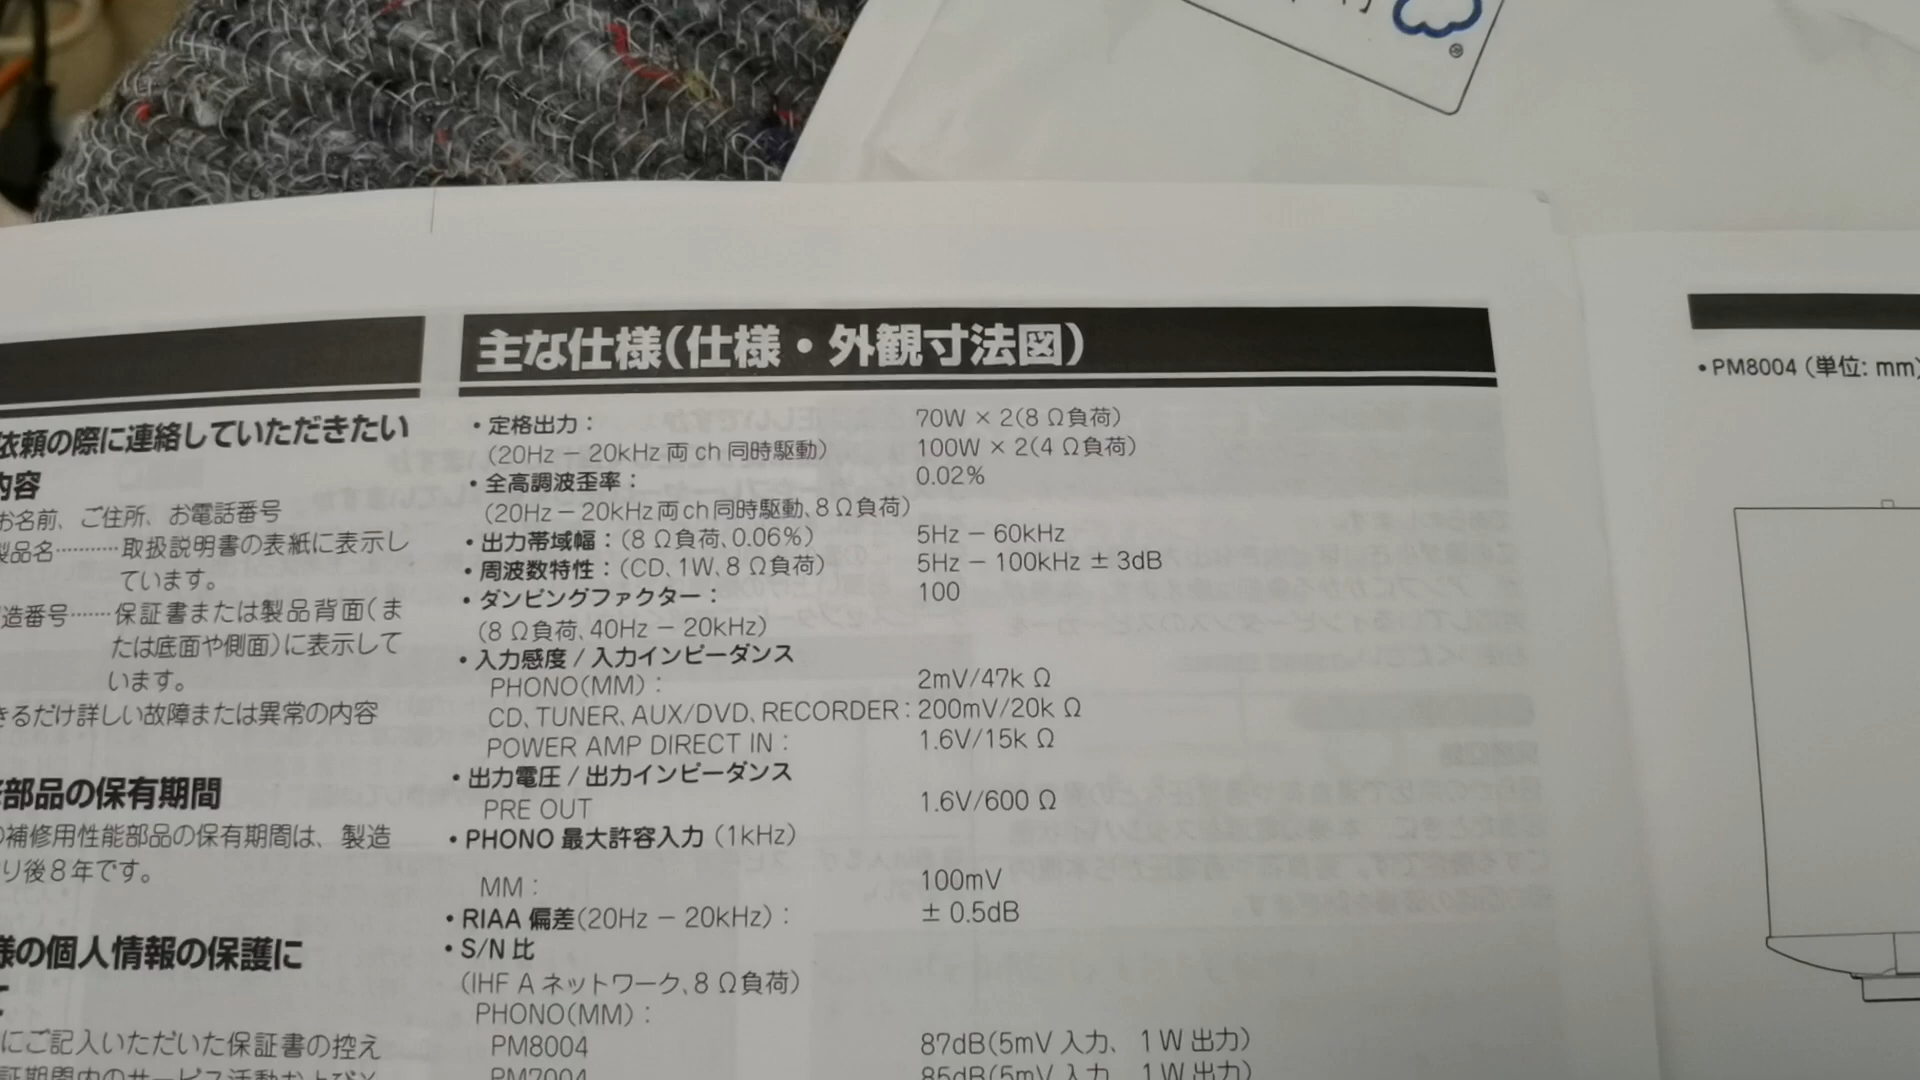 依頼の際に連絡していただきたい
内容
お名前、ご住所、お電話番号
製品名………取扱説明書の表紙に表示し
ています。
造番号……保証書または製品背面(ま
たは底面や側面)に表示して
います。
きるだけ詳しい故障または異常の内容
部品の保有期間
の補修用性能部品の保有期間は、製造
り後8年です。
様の個人情報の保護に
にご記入いただいた保証書の控え
主な仕様(仕様・外観寸法図)
・定格出力: 70W × 2(8 Ω負荷)
(20Hz − 20kHz 両 ch 同時駆動) 100W × 2(4 Ω負荷)
・全高調波歪率: 0.02%
(20Hz − 20kHz両ch同時駆動、8 Ω負荷)
・出力帯域幅:(8 Ω負荷、0.06%) 5Hz − 60kHz
・周波数特性:(CD、1W、8 Ω負荷) 5Hz − 100kHz ± 3dB
・ダンピングファクター: 100
(8 Ω負荷、40Hz − 20kHz)
・入力感度 / 入力インピーダンス
PHONO(MM): 2mV/47k Ω
CD、TUNER、AUX/DVD、RECORDER: 200mV/20k Ω
POWER AMP DIRECT IN: 1.6V/15k Ω
・出力電圧 / 出力インピーダンス
PRE OUT 1.6V/600 Ω
・PHONO 最大許容入力(1kHz)
MM: 100mV
・RIAA 偏差(20Hz − 20kHz): ± 0.5dB
・S/N 比
(IHF A ネットワーク、8 Ω負荷)
PHONO(MM):
PM8004 87dB(5mV 入力、1W 出力)
PM7004 85dB(5mV 入力、1W 出力)
・PM8004(単位: mm)
®